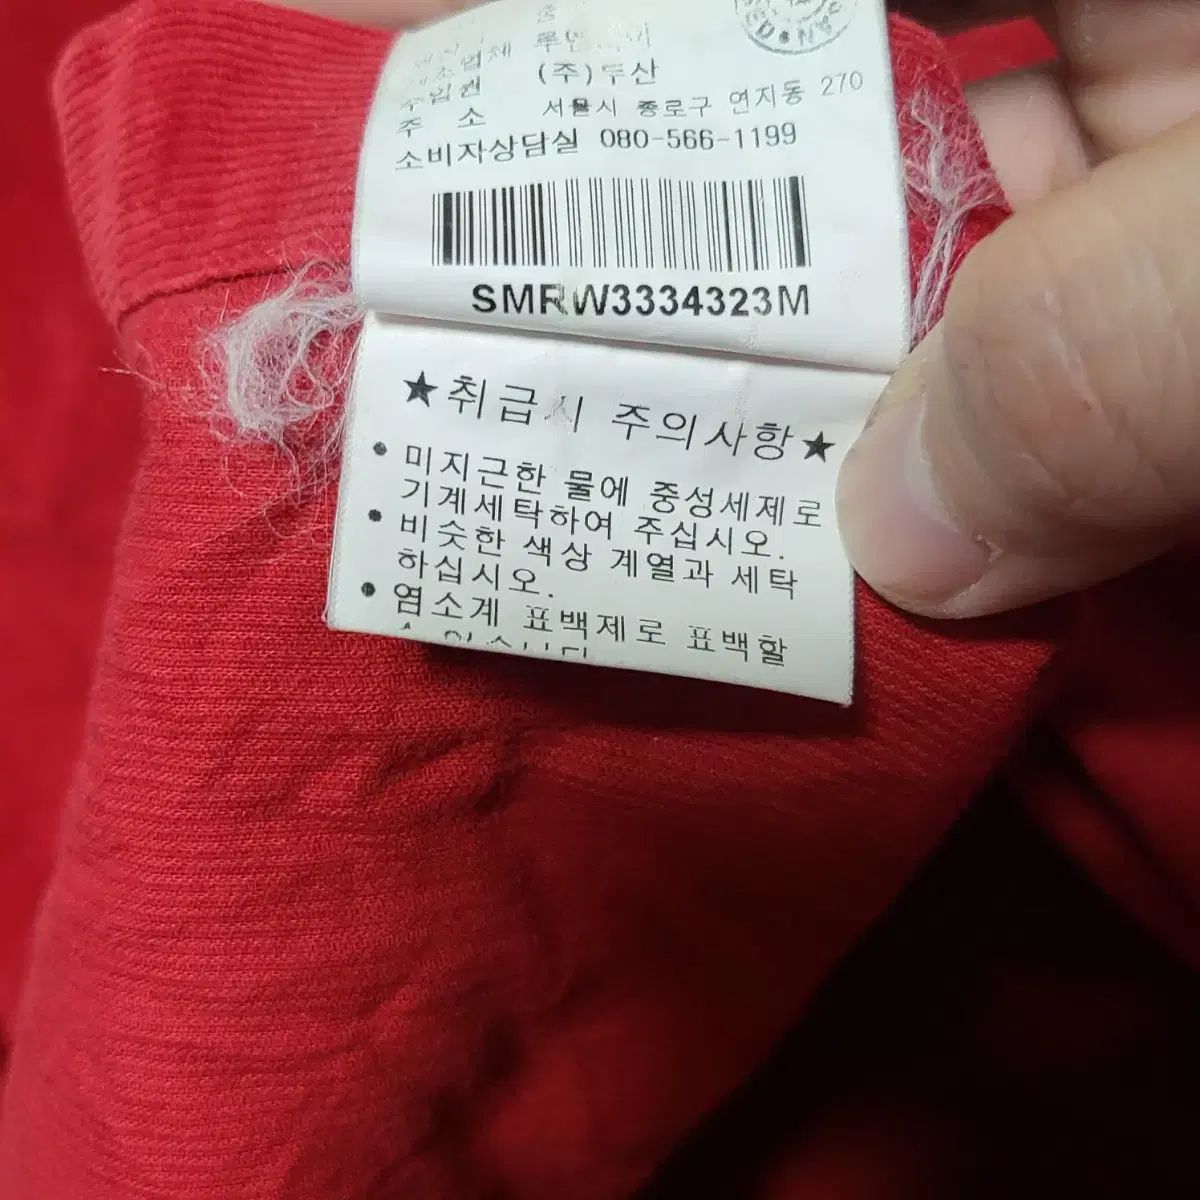 제조업체
수입원 (주)두산
주 소 서울시 종로구 연지동 270
소비자상담실 080-566-1199
SMRW3334323M
★취급시 주의사항★
• 미지근한 물에 중성세제로
기계세탁하여 주십시오.
• 비슷한 색상 계열과 세탁
하십시오.
• 염소계 표백제로 표백할